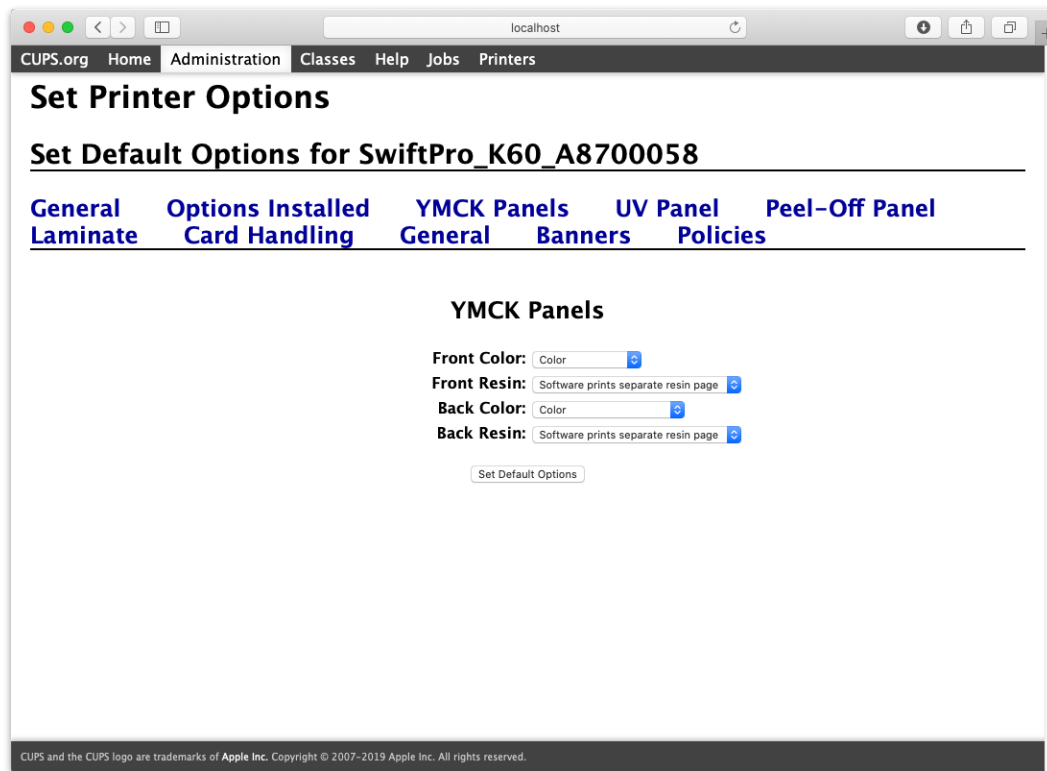 localhost
CUPS.org Home Administration Classes Help Jobs Printers
Set Printer Options
Set Default Options for SwiftPro_K60_A8700058
General Options Installed YMCK Panels UV Panel Peel-Off Panel
Laminate Card Handling General Banners Policies
YMCK Panels
Front Color: Color
Front Resin: Software prints separate resin page
Back Color: Color
Back Resin: Software prints separate resin page
Set Default Options
CUPS and the CUPS logo are trademarks of Apple Inc. Copyright © 2007-2019 Apple Inc. All rights reserved.